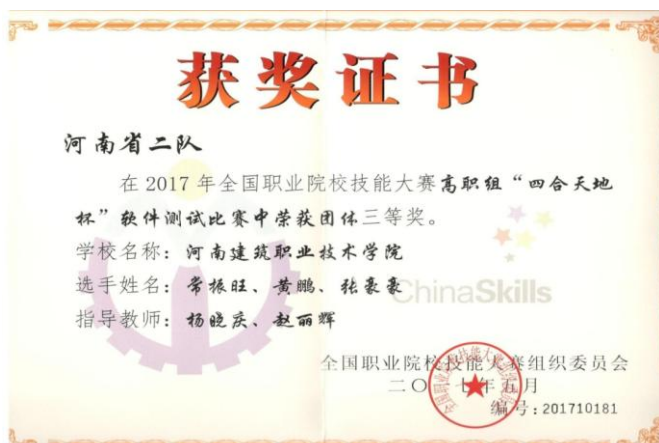 获奖证书
河南省二队
在 2017 年全国职业院校技能大赛高职组“四合天地
杯”软件测试比赛中荣获团体三等奖。
学校名称：河南建筑职业技术学院
选手姓名：常振旺、黄鹏、张豪豪
指导教师：杨晓庆、赵丽辉
ChinaSkills
全国职业院校技能大赛组织委员会
二〇一七年五月
编号：201710181